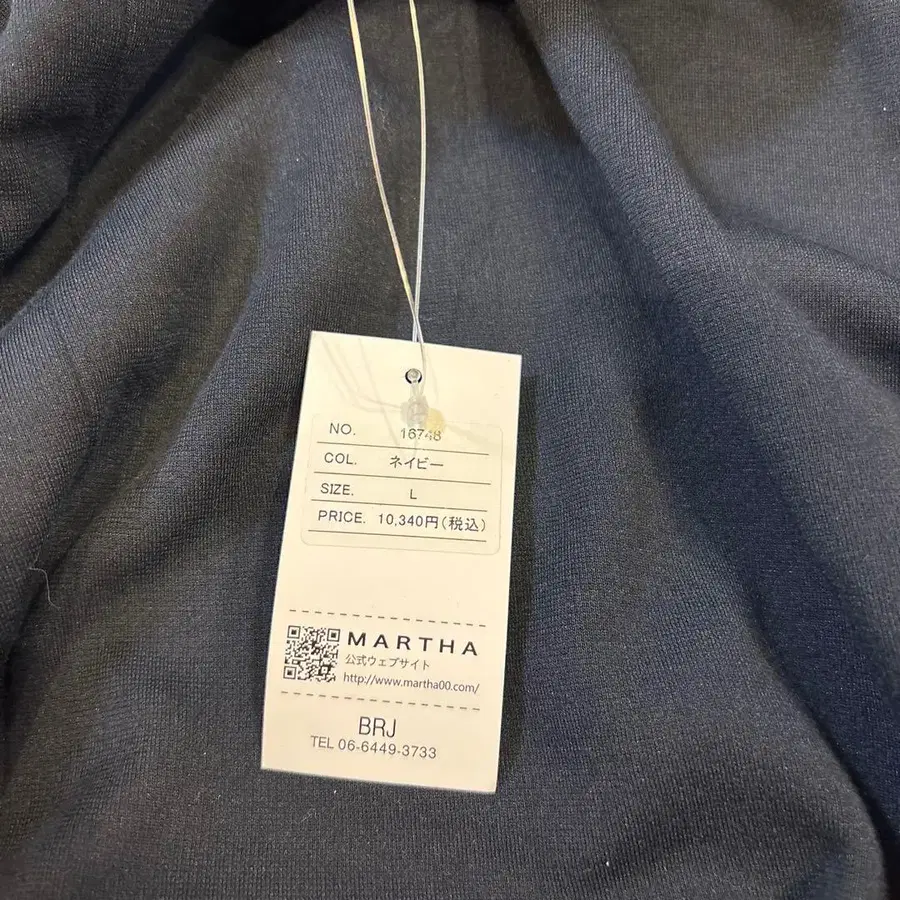 NO. 16748
COL. ネイビー
SIZE. L
PRICE. 10,340円(税込)
MARTHA
公式ウェブサイト
http://www.martha00.com/
BRJ
TEL 06-6449-3733